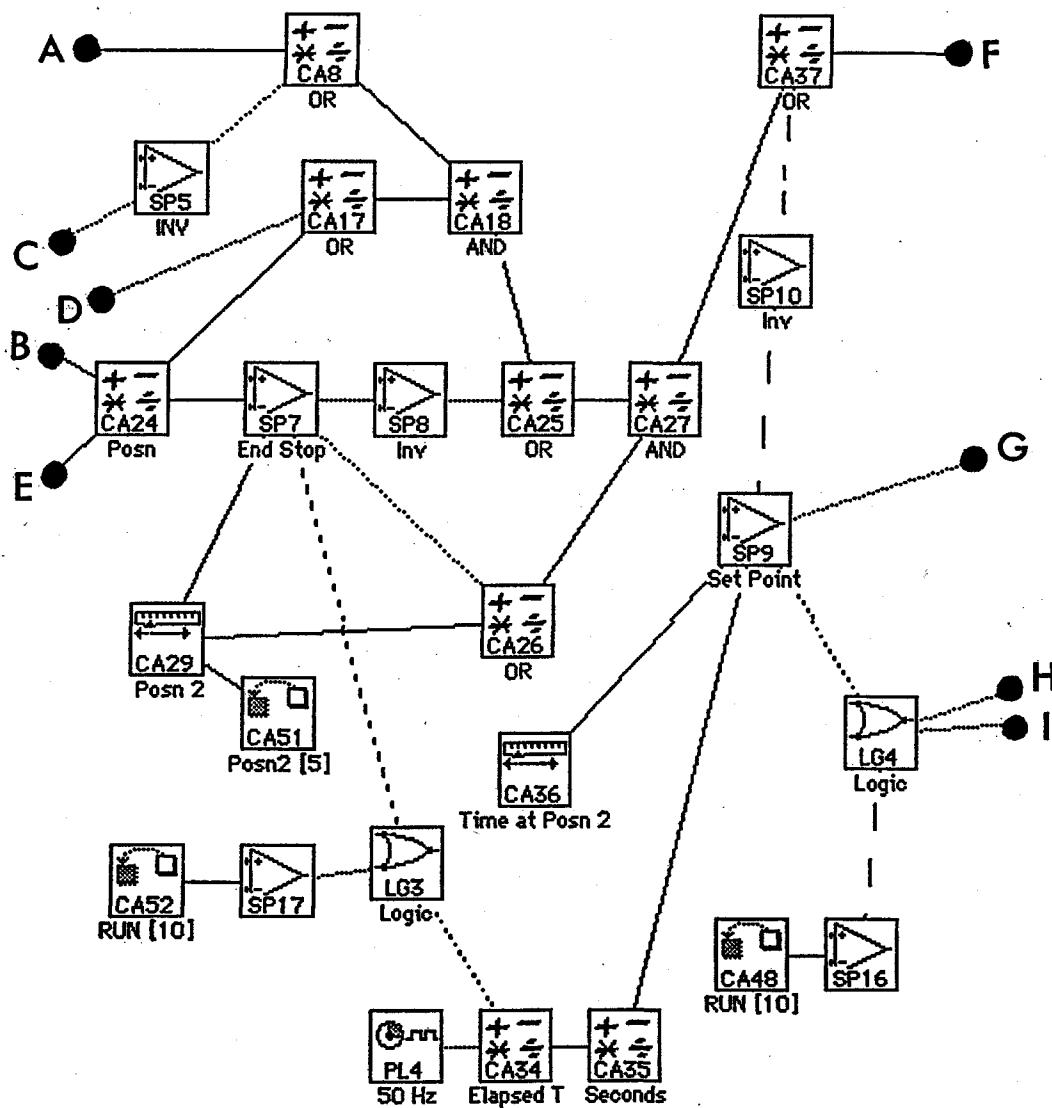 A
CA8
OR
CA37
OR
F
SP5
INV
CA17
OR
CA18
AND
C
D
SP10
Inv
B
CA24
Posn
SP7
End Stop
SP8
Inv
CA25
OR
CA27
AND
E
G
SP9
Set Point
CA29
Posn 2
CA26
OR
CA51
Posn2 [5]
CA36
Time at Posn 2
H
I
LG4
Logic
CA52
RUN [10]
SP17
LG3
Logic
CA48
RUN [10]
SP16
PL4
50 Hz
CA34
Elapsed T
CA35
Seconds